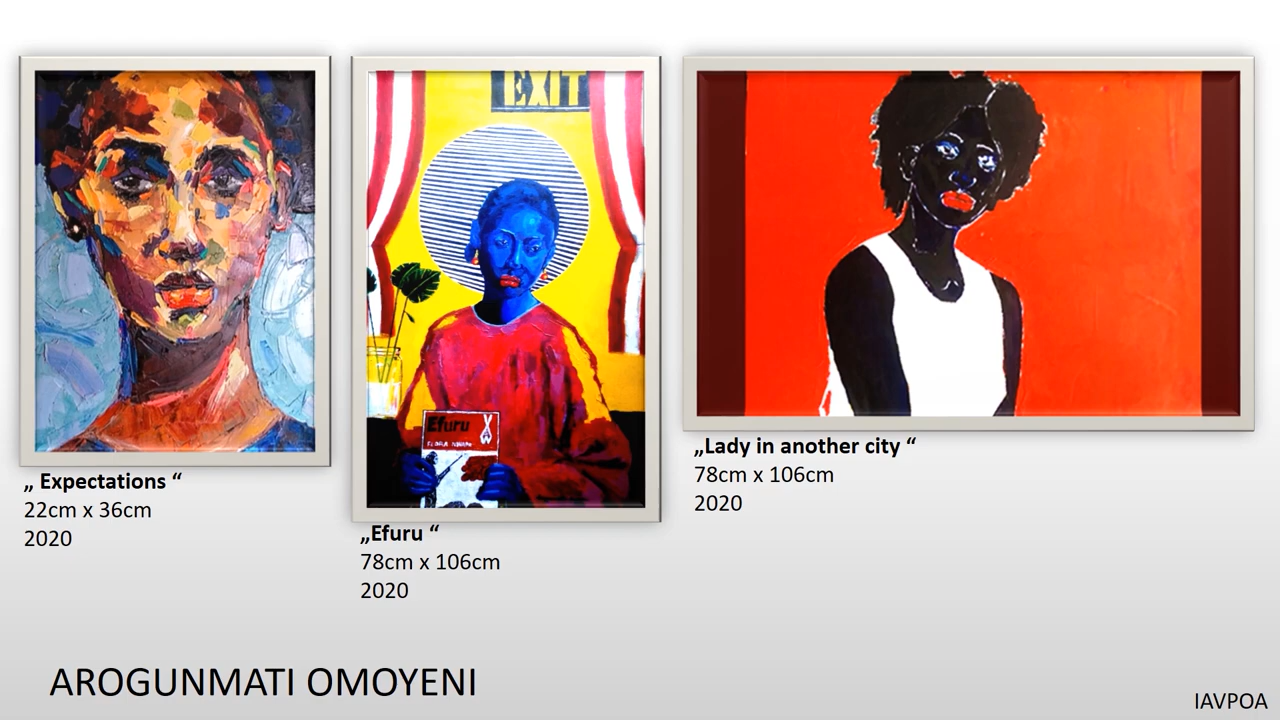 EXIT
Efuru
„ Expectations “
22cm x 36cm
2020
„Efuru “
78cm x 106cm
2020
„Lady in another city “
78cm x 106cm
2020
AROGUNMATI OMOYENI
IAVPOA